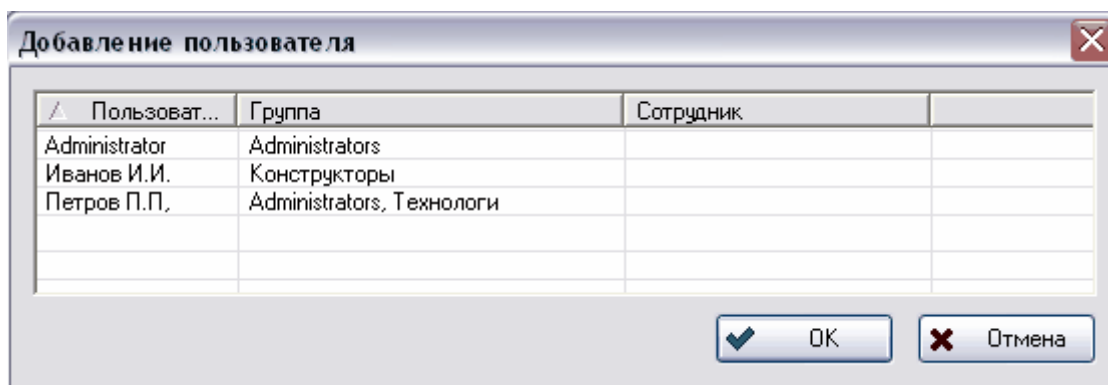 Добавление пользователя
Пользоват... Группа Сотрудник
Administrator Administrators
Иванов И.И. Конструкторы
Петров П.П, Administrators, Технологи
OK Отмена